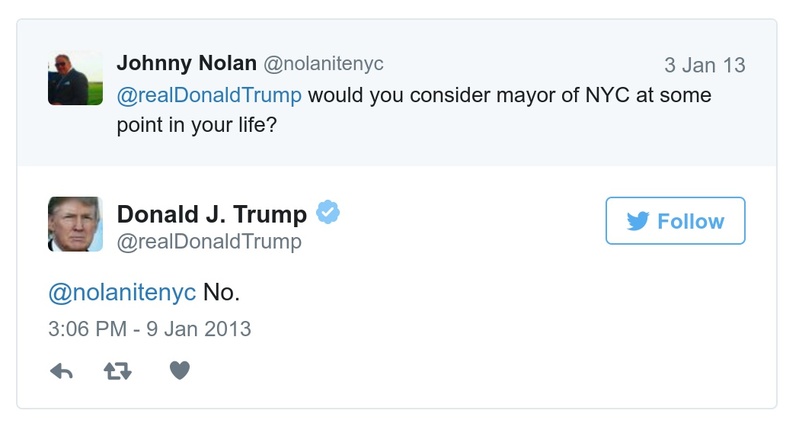 Johnny Nolan @nolanitenyc 3 Jan 13
@realDonaldTrump would you consider mayor of NYC at some
point in your life?
Donald J. Trump
@realDonaldTrump
Follow
@nolanitenyc No.
3:06 PM - 9 Jan 2013